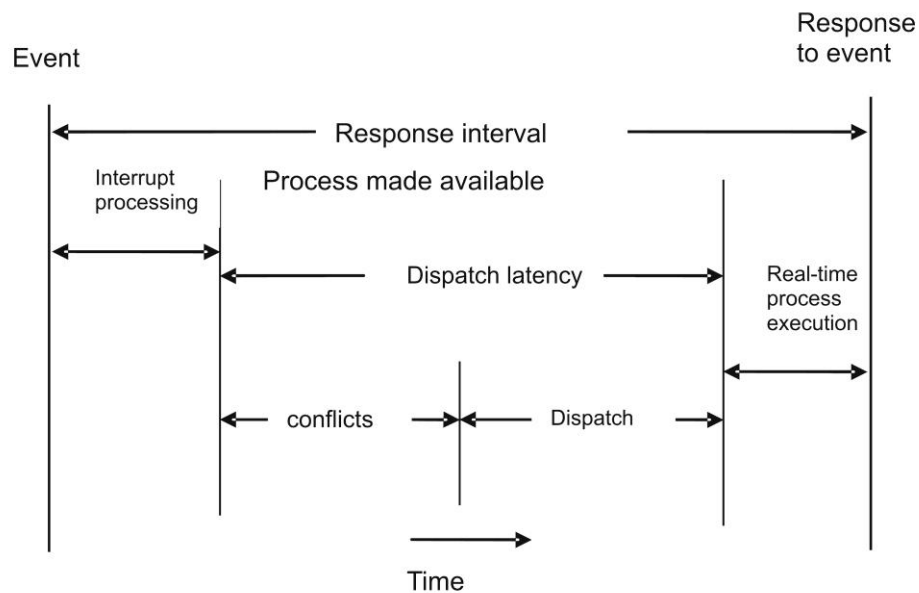 Response
to event
Event
Response interval
Interrupt
processing
Process made available
Dispatch latency
Real-time
process
execution
conflicts
Dispatch
Time